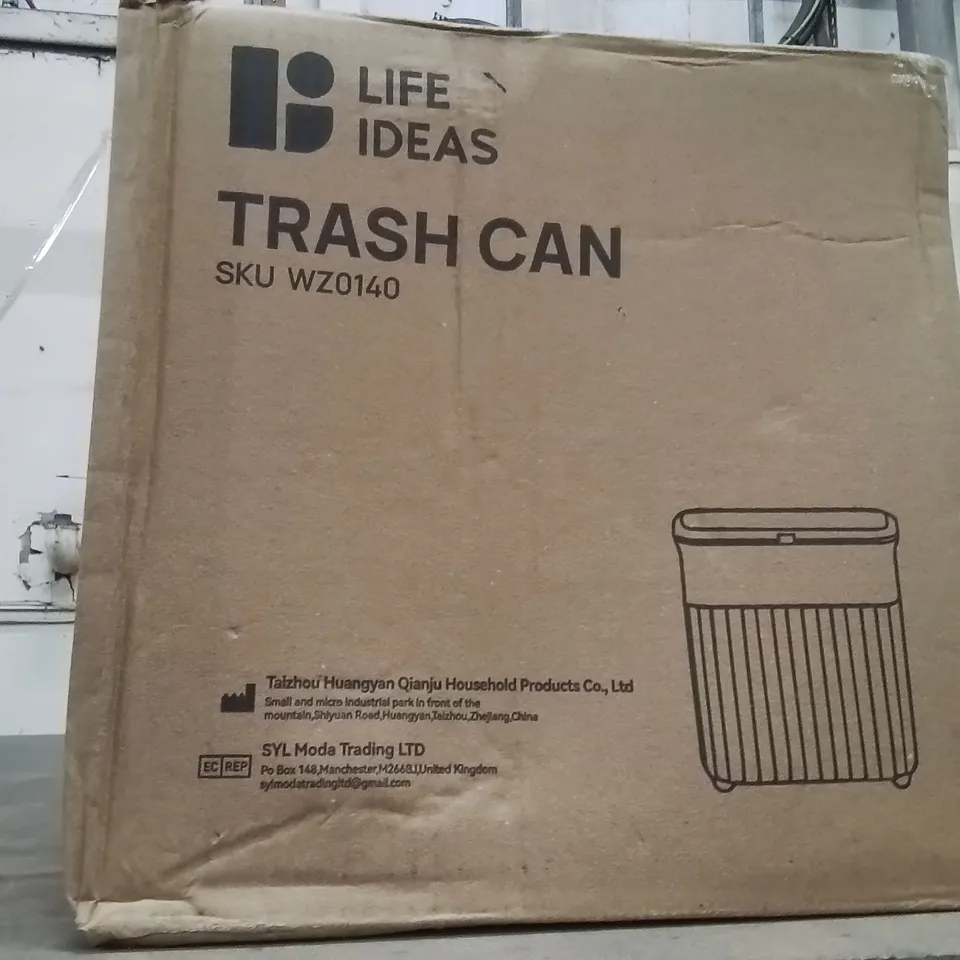 LIFE
IDEAS
TRASH CAN
SKU WZ0140
Taizhou Huangyan Qianju Household Products Co., Ltd
Small and micro industrial park in front of the
mountain,Shiyuan Road,Huangyan,Taizhou,Zhejiang,China
EC REP
SYL Moda Trading LTD
Po Box 148,Manchester,M2668J,United Kingdom
sylmodatradingltd@gmail.com